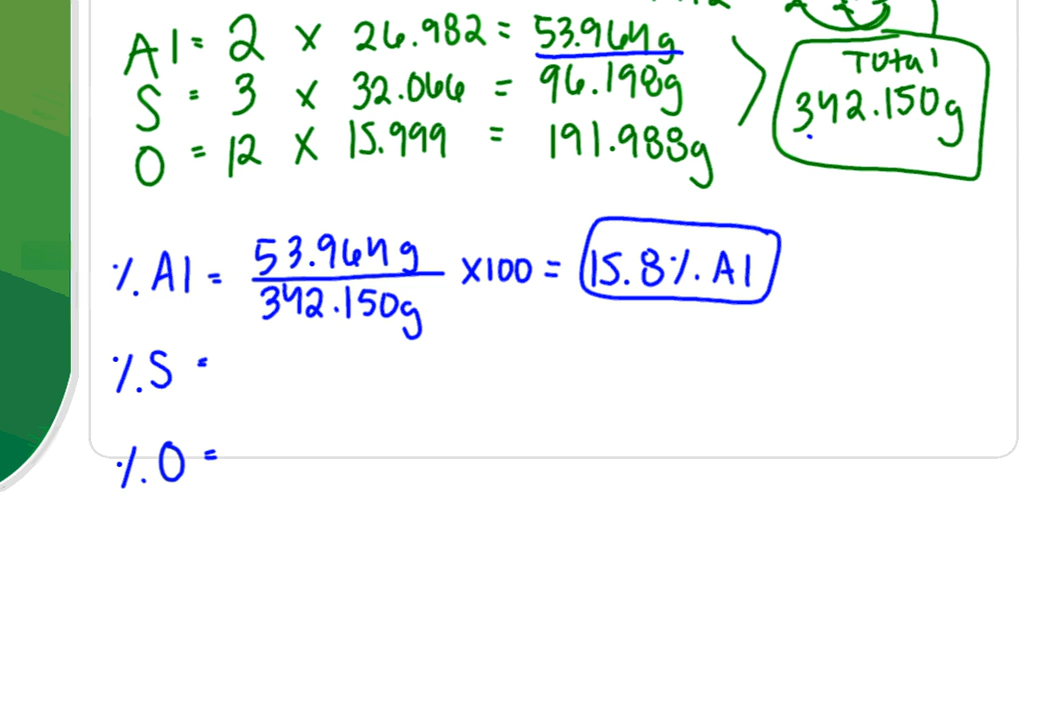 Al = 2 x 26.982 = 53.964g
S = 3 x 32.066 = 96.198g
O = 12 x 15.999 = 191.988g
Total
342.150g
% Al = 53.964g / 342.150g x100 = 15.8% Al
% S =
% O =